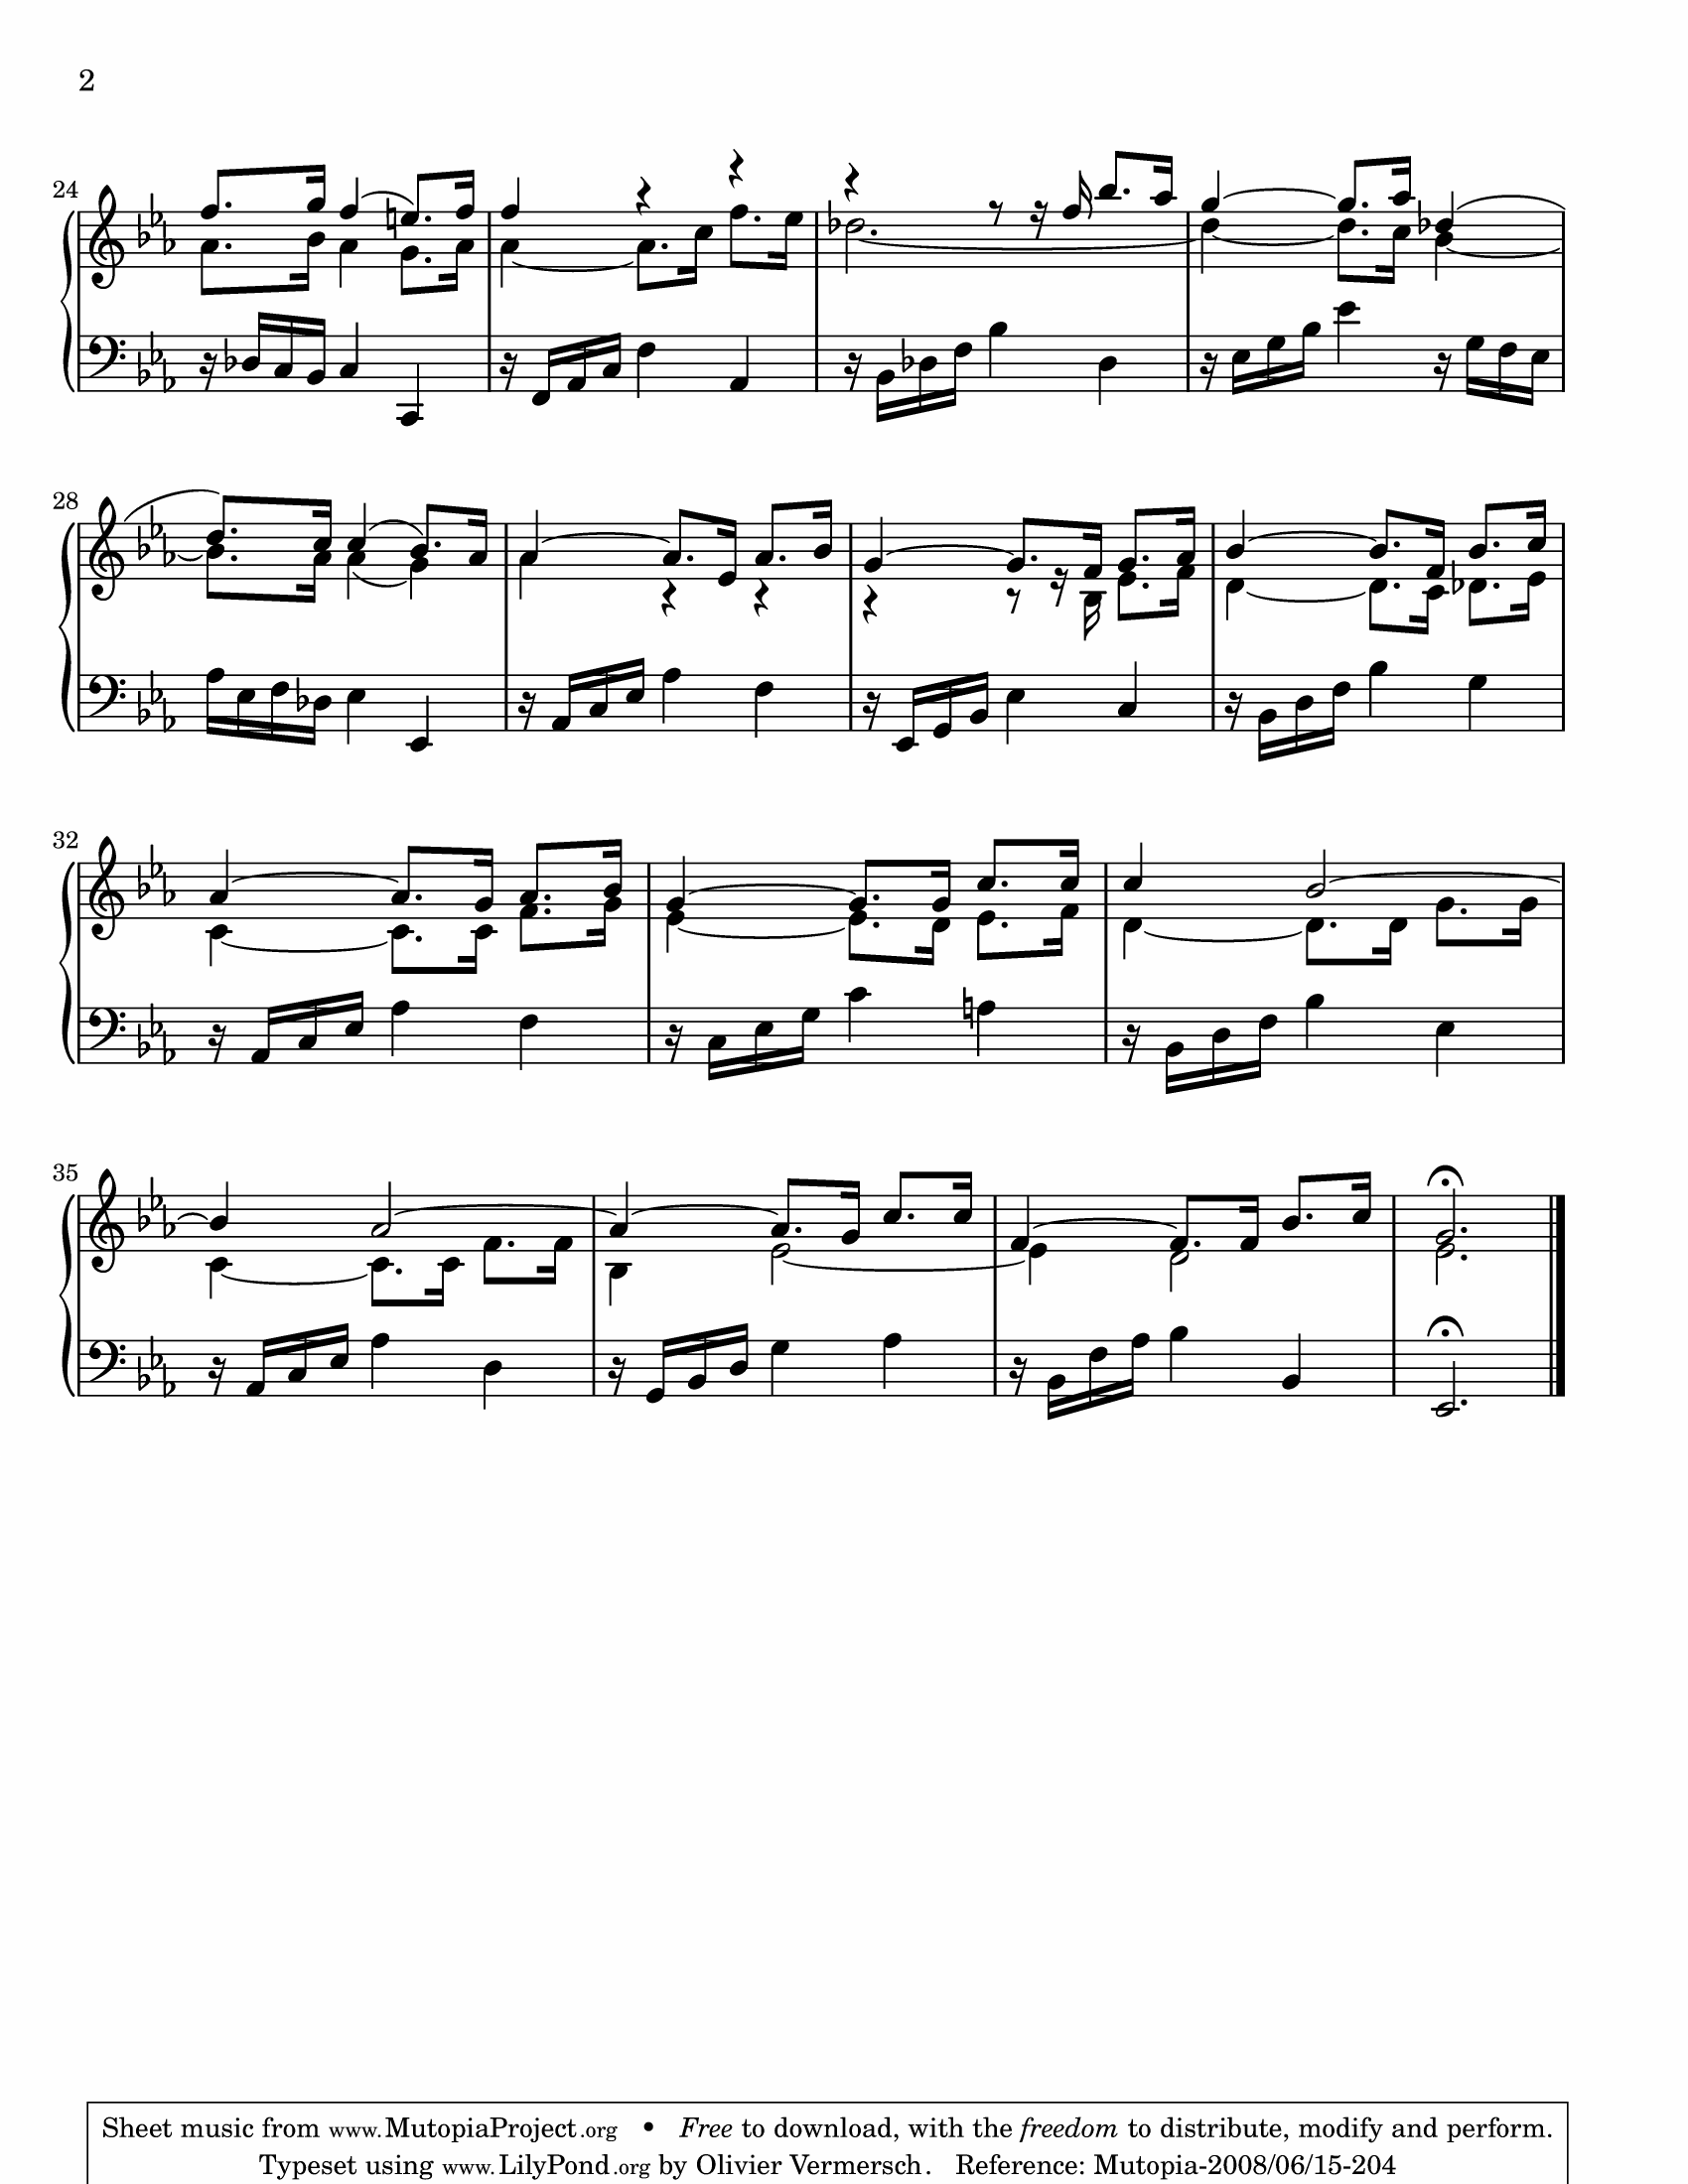 2
24
28
32
35
Sheet music from www.MutopiaProject.org • Free to download, with the freedom to distribute, modify and perform.
Typeset using www.LilyPond.org by Olivier Vermersch. Reference: Mutopia-2008/06/15-204